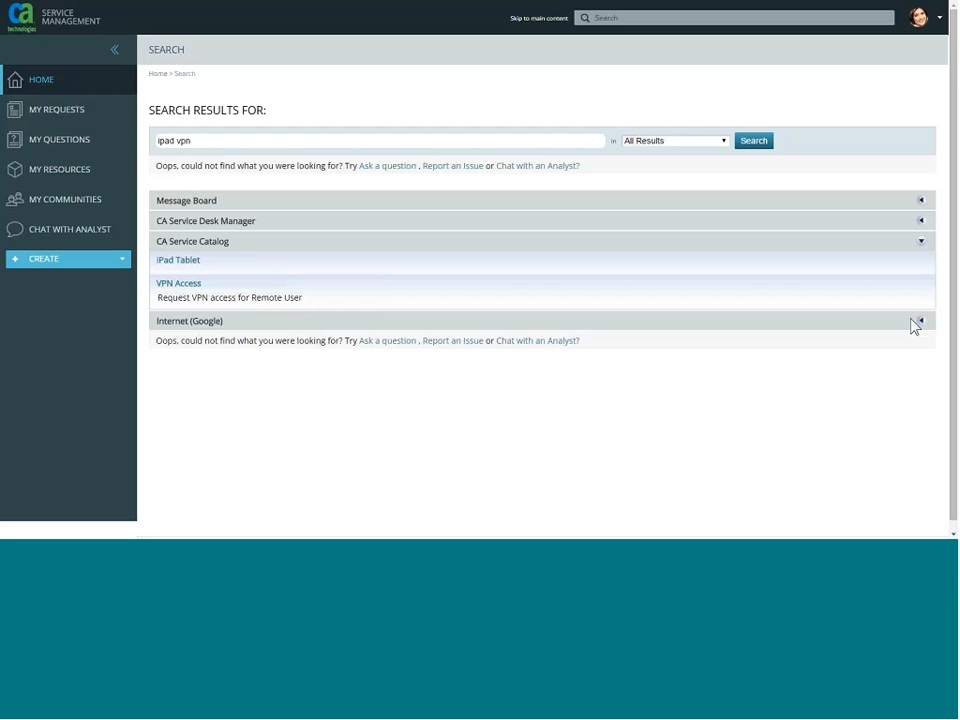 ca technologies
SERVICE MANAGEMENT
Skip to main content
Search
SEARCH
HOME
Home > Search
MY REQUESTS
SEARCH RESULTS FOR:
MY QUESTIONS
ipad vpn in All Results Search
Oops, could not find what you were looking for? Try Ask a question , Report an Issue or Chat with an Analyst?
MY RESOURCES
MY COMMUNITIES
CHAT WITH ANALYST
+ CREATE
Message Board
CA Service Desk Manager
CA Service Catalog
iPad Tablet
VPN Access
Request VPN access for Remote User
Internet (Google)
Oops, could not find what you were looking for? Try Ask a question , Report an Issue or Chat with an Analyst?